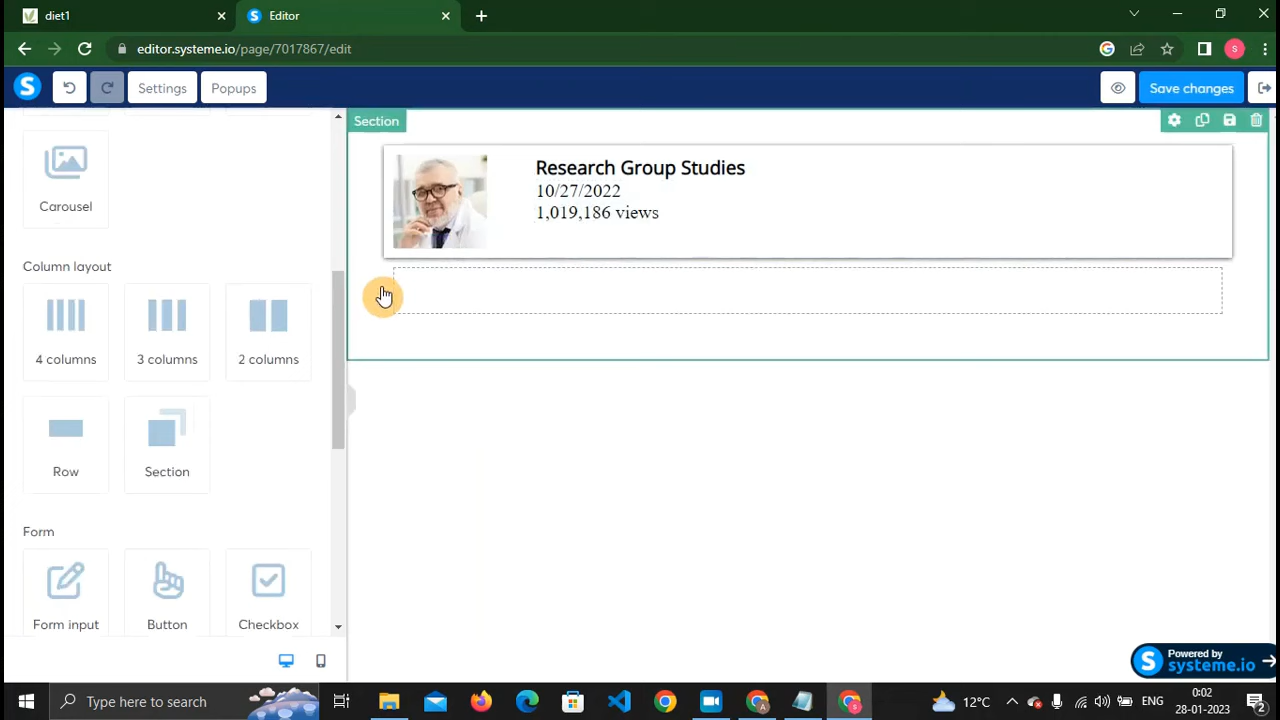 diet1
Editor
editor.systeme.io/page/7017867/edit
S
S
Settings
Popups
Save changes
Carousel
Column layout
4 columns
3 columns
2 columns
Row
Section
Form
Form input
Button
Checkbox
Section
Research Group Studies
10/27/2022
1,019,186 views
Powered by
systeme.io
Type here to search
12°C
ENG
0:02
28-01-2023
2